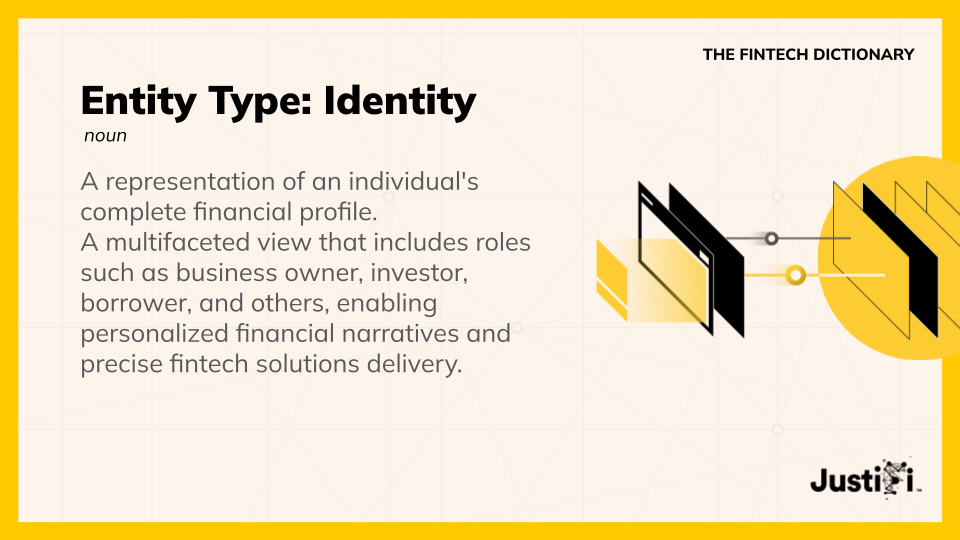 THE FINTECH DICTIONARY
Entity Type: Identity
noun
A representation of an individual's
complete financial profile.
A multifaceted view that includes roles
such as business owner, investor,
borrower, and others, enabling
personalized financial narratives and
precise fintech solutions delivery.
JustiFi™